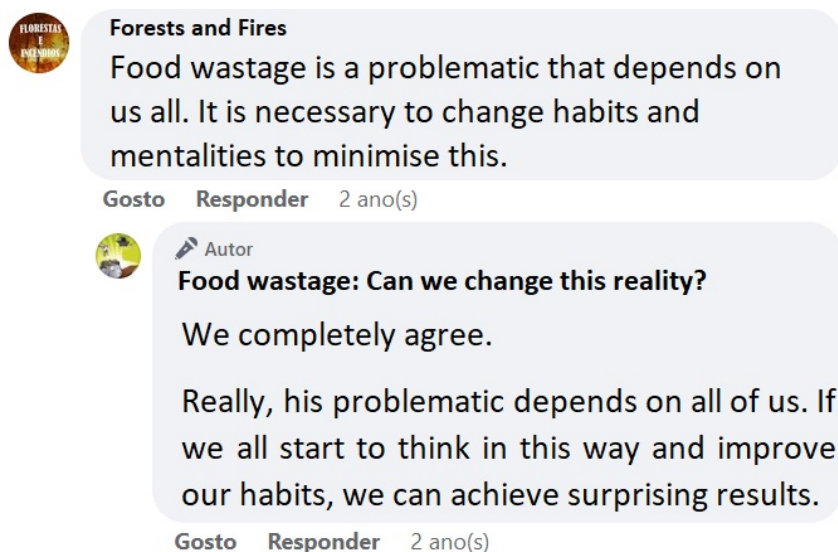 FLORESTAS
E
INCÊNDIOS
Forests and Fires
Food wastage is a problematic that depends on
us all. It is necessary to change habits and
mentalities to minimise this.
Gosto Responder 2 ano(s)
Autor
Food wastage: Can we change this reality?
We completely agree.
Really, his problematic depends on all of us. If
we all start to think in this way and improve
our habits, we can achieve surprising results.
Gosto Responder 2 ano(s)